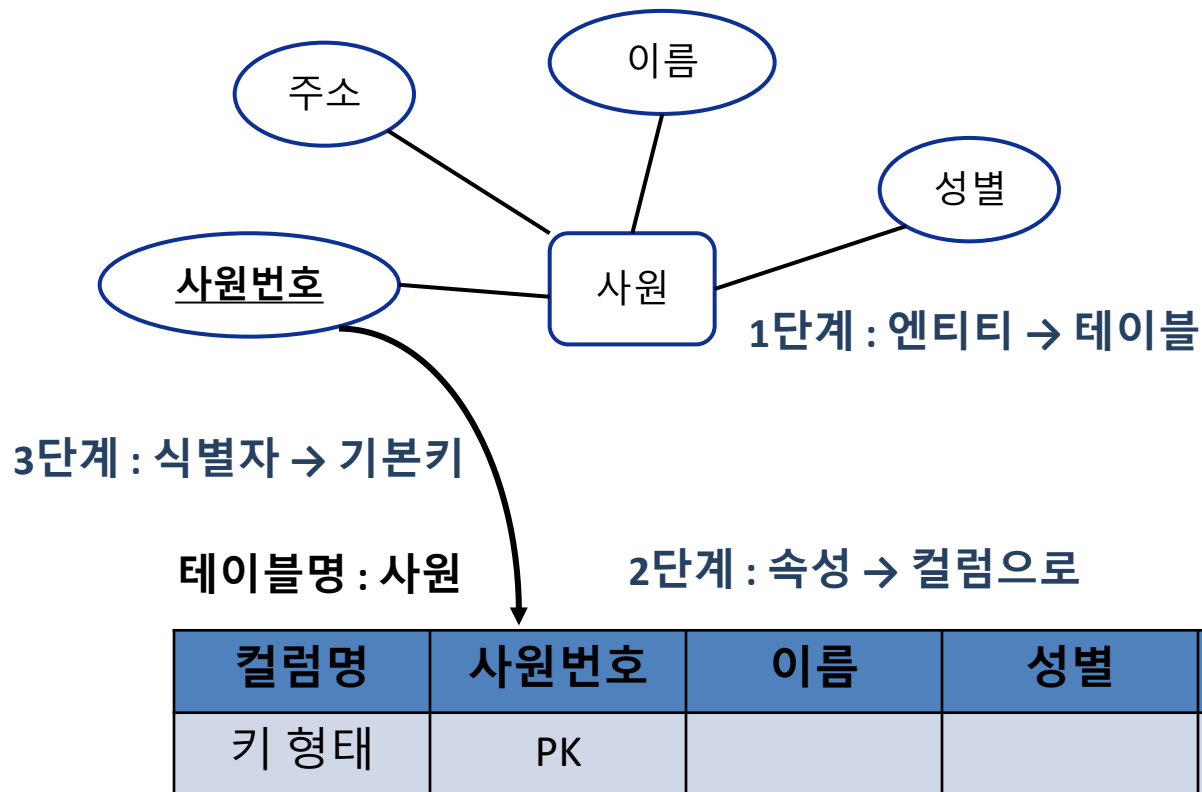 이름
주소
성별
사원번호
사원
1단계 : 엔티티 → 테이블
3단계 : 식별자 → 기본키
테이블명 : 사원
2단계 : 속성 → 컬럼으로
컬럼명 사원번호 이름 성별
키 형태 PK